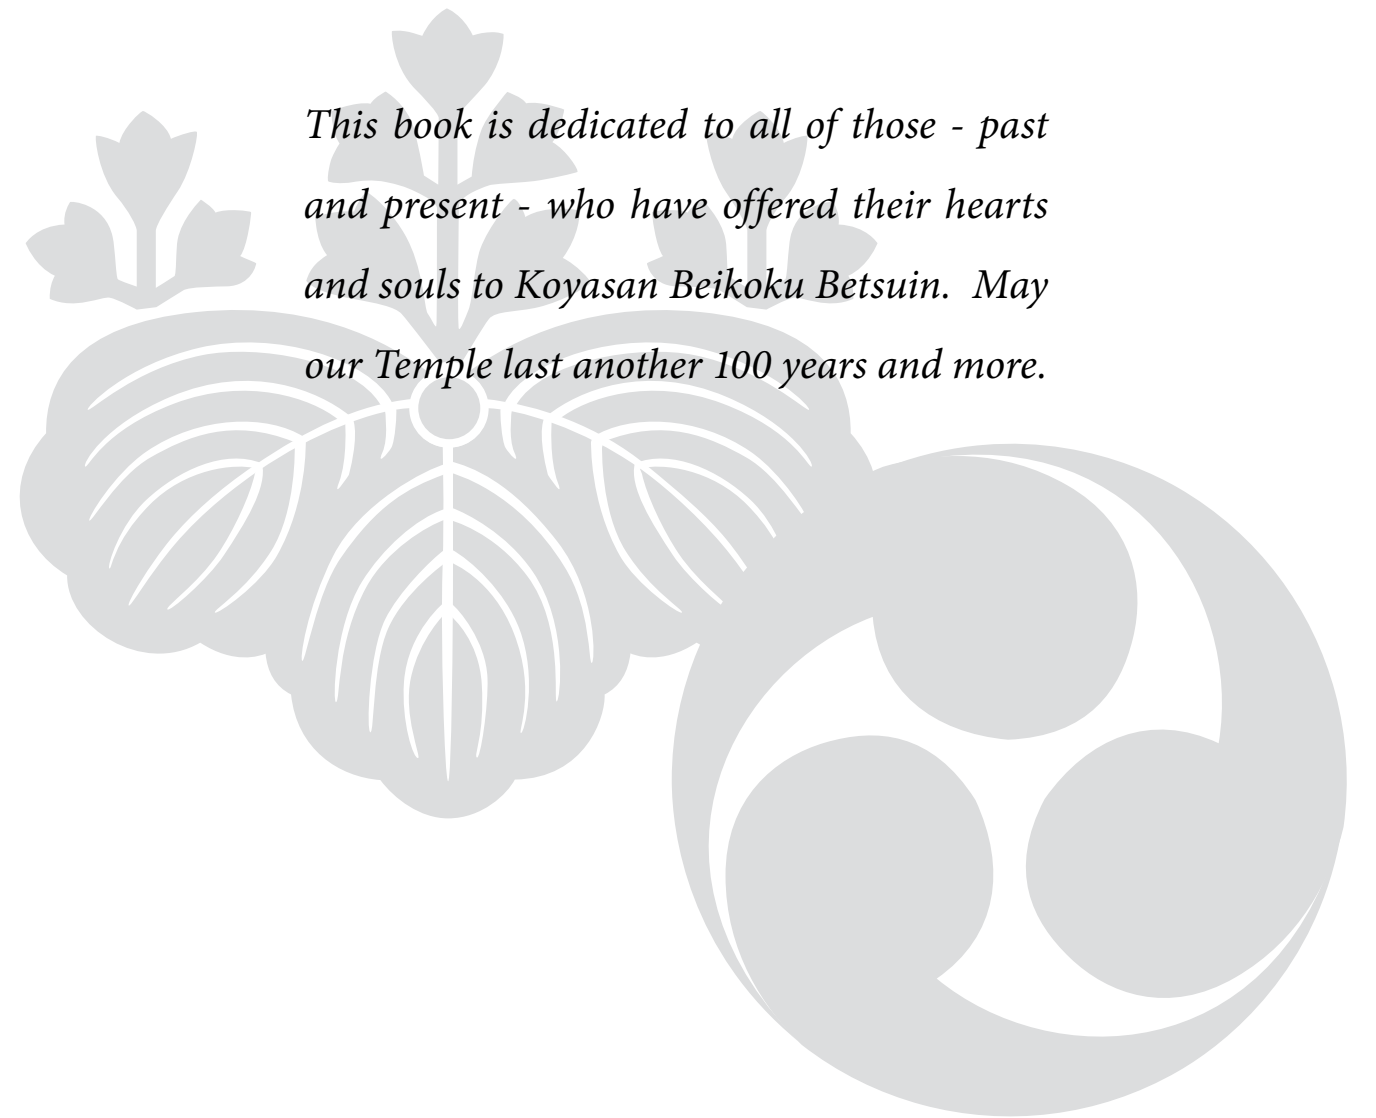 This book is dedicated to all of those - past
and present - who have offered their hearts
and souls to Koyasan Beikoku Betsuin.  May
our Temple last another 100 years and more.